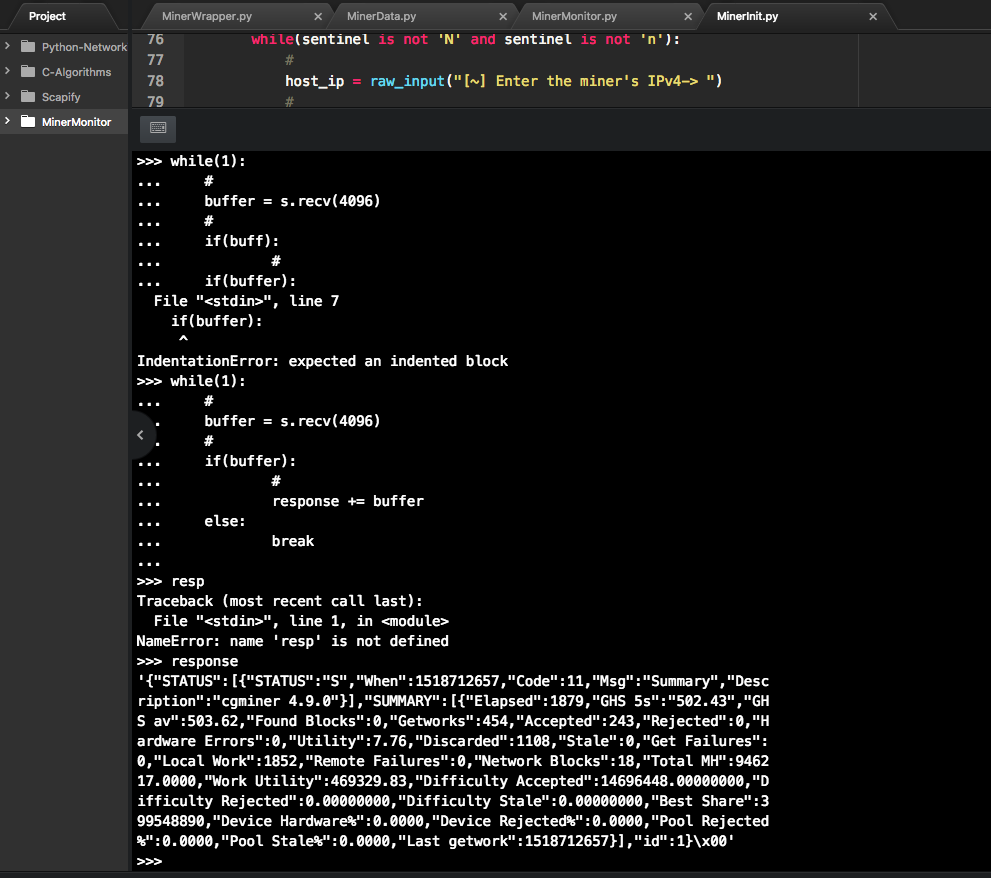 Project
MinerWrapper.py
MinerData.py
MinerMonitor.py
MinerInit.py
Python-Network
C-Algorithms
Scapify
MinerMonitor
76 while(sentinel is not 'N' and sentinel is not 'n'):
77 #
78 host_ip = raw_input("[~] Enter the miner's IPv4-> ")
79 #
>>> while(1):
... #
... buffer = s.recv(4096)
... #
... if(buff):
... #
... if(buffer):
File "<stdin>", line 7
if(buffer):
^
IndentationError: expected an indented block
>>> while(1):
... #
. buffer = s.recv(4096)
. #
... if(buffer):
... #
... response += buffer
... else:
... break
...
>>> resp
Traceback (most recent call last):
File "<stdin>", line 1, in <module>
NameError: name 'resp' is not defined
>>> response
'{"STATUS":[{"STATUS":"S","When":1518712657,"Code":11,"Msg":"Summary","Desc
ription":"cgminer 4.9.0"}],"SUMMARY":[{"Elapsed":1879,"GHS 5s":"502.43","GH
S av":503.62,"Found Blocks":0,"Getworks":454,"Accepted":243,"Rejected":0,"H
ardware Errors":0,"Utility":7.76,"Discarded":1108,"Stale":0,"Get Failures":
0,"Local Work":1852,"Remote Failures":0,"Network Blocks":18,"Total MH":9462
17.0000,"Work Utility":469329.83,"Difficulty Accepted":14696448.00000000,"D
ifficulty Rejected":0.00000000,"Difficulty Stale":0.00000000,"Best Share":3
99548890,"Device Hardware%":0.0000,"Device Rejected%":0.0000,"Pool Rejected
%":0.0000,"Pool Stale%":0.0000,"Last getwork":1518712657}],"id":1}\x00'
>>>